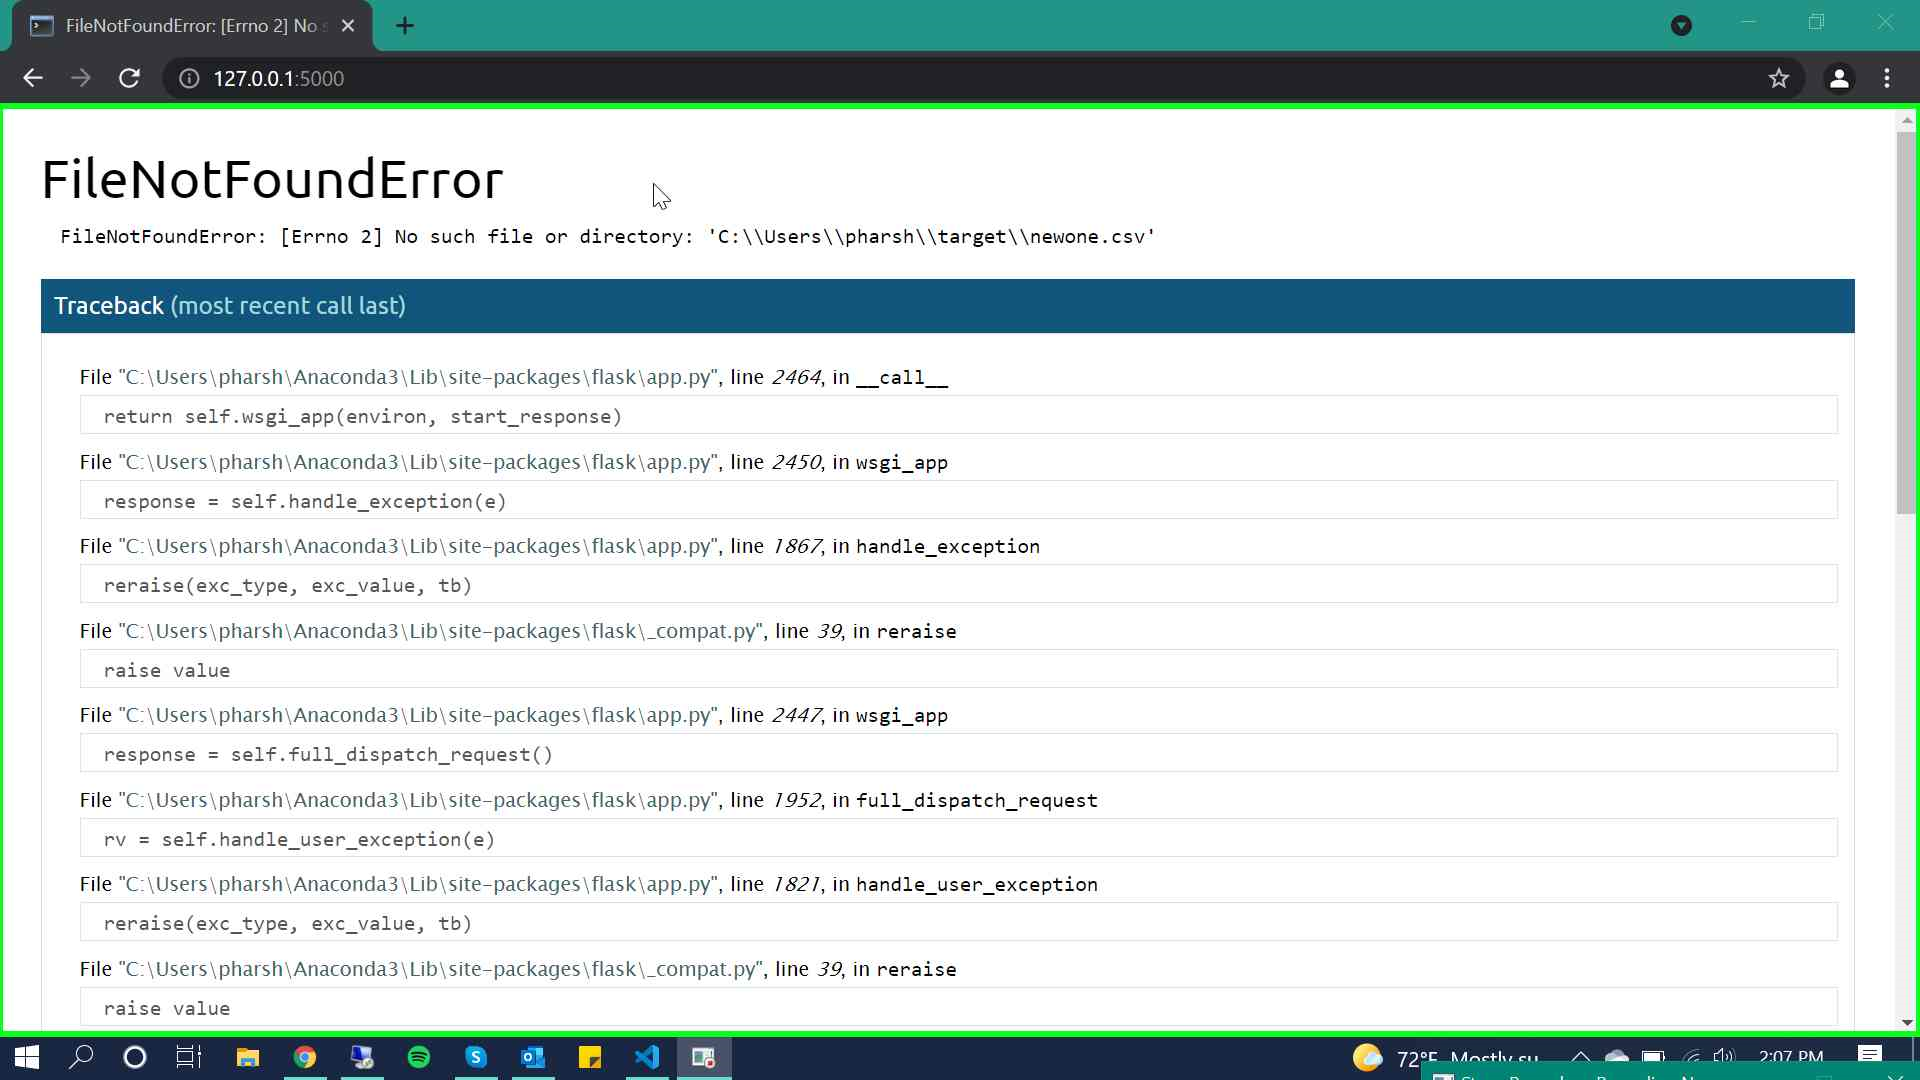 FileNotFoundError: [Errno 2] No s
127.0.0.1:5000
FileNotFoundError
FileNotFoundError: [Errno 2] No such file or directory: 'C:\\Users\\pharsh\\target\\newone.csv'
Traceback (most recent call last)
File "C:\Users\pharsh\Anaconda3\Lib\site-packages\flask\app.py", line 2464, in __call__
return self.wsgi_app(environ, start_response)
File "C:\Users\pharsh\Anaconda3\Lib\site-packages\flask\app.py", line 2450, in wsgi_app
response = self.handle_exception(e)
File "C:\Users\pharsh\Anaconda3\Lib\site-packages\flask\app.py", line 1867, in handle_exception
reraise(exc_type, exc_value, tb)
File "C:\Users\pharsh\Anaconda3\Lib\site-packages\flask\_compat.py", line 39, in reraise
raise value
File "C:\Users\pharsh\Anaconda3\Lib\site-packages\flask\app.py", line 2447, in wsgi_app
response = self.full_dispatch_request()
File "C:\Users\pharsh\Anaconda3\Lib\site-packages\flask\app.py", line 1952, in full_dispatch_request
rv = self.handle_user_exception(e)
File "C:\Users\pharsh\Anaconda3\Lib\site-packages\flask\app.py", line 1821, in handle_user_exception
reraise(exc_type, exc_value, tb)
File "C:\Users\pharsh\Anaconda3\Lib\site-packages\flask\_compat.py", line 39, in reraise
raise value
72°F Mostly su... 2:07 PM